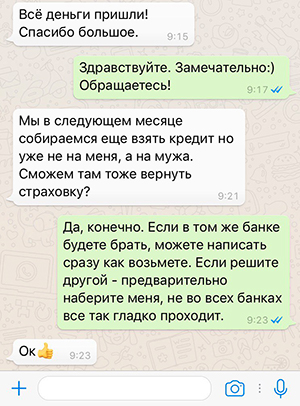 Всё деньги пришли!
Спасибо большое.
9:15
Здравствуйте. Замечательно:)
Обращаетесь!
9:17
Мы в следующем месяце
собираемся еще взять кредит но
уже не на меня, а на мужа.
Сможем там тоже вернуть
страховку?
9:21
Да, конечно. Если в том же банке
будете брать, можете написать
сразу как возьмете. Если решите
другой - предварительно
наберите меня, не во всех банках
все так гладко проходит.
9:23
Ок👍
9:23